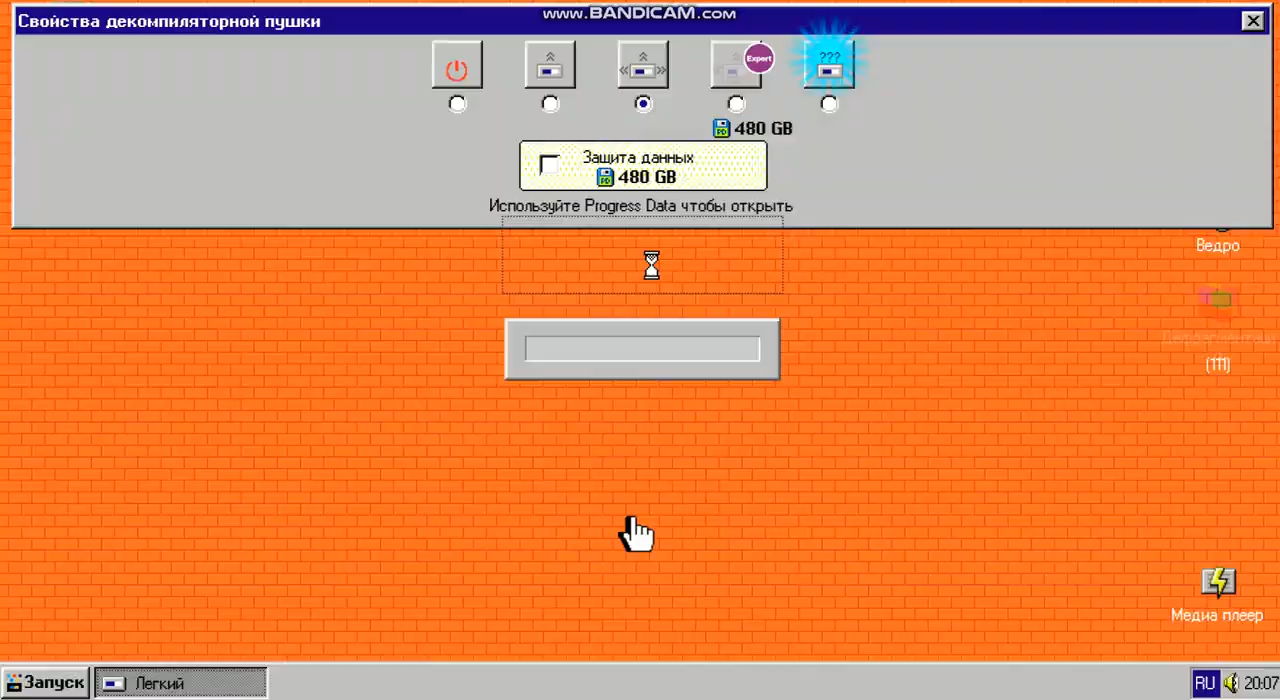 www.BANDICAM.com
Свойства декомпиляторной пушки
Expert
???
480 GB
Защита данных
PD 480 GB
Используйте Progress Data чтобы открыть
Ведро
(111)
Медиа плеер
Запуск
Легкий
RU
20:07